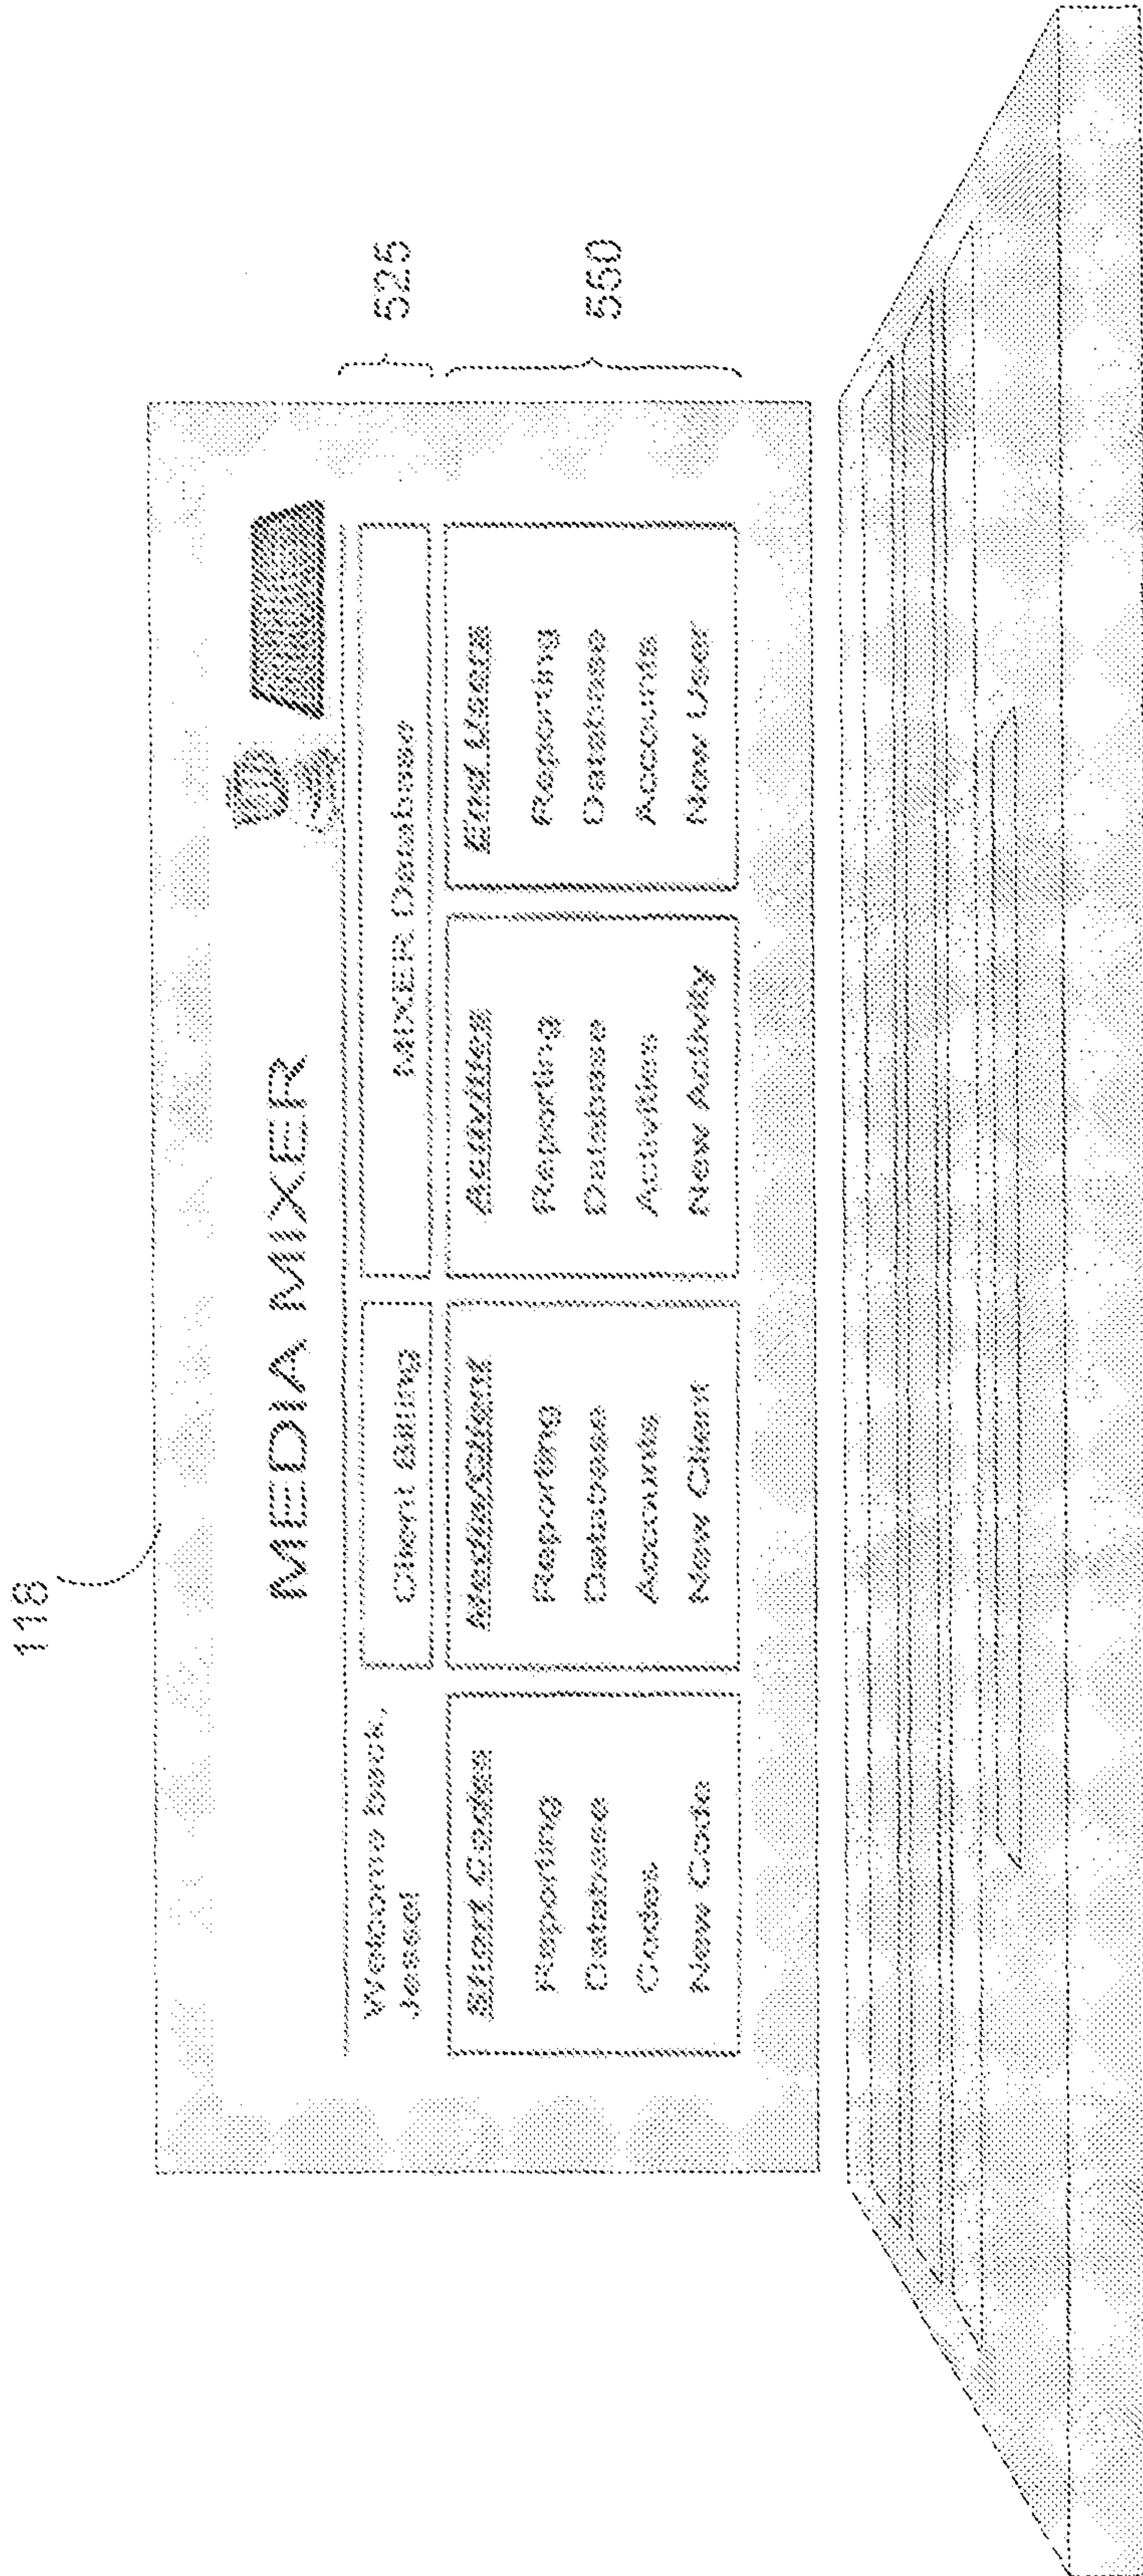 118
MEDIA MIXER
Welcome back,
Jesse!
Client Billing
MIXER Database
525
Short Codes
Reporting
Database
Codes
New Code
Media/Client
Reporting
Database
Accounts
New Client
Activities
Reporting
Database
Activities
New Activity
End Users
Reporting
Database
Accounts
New User
550